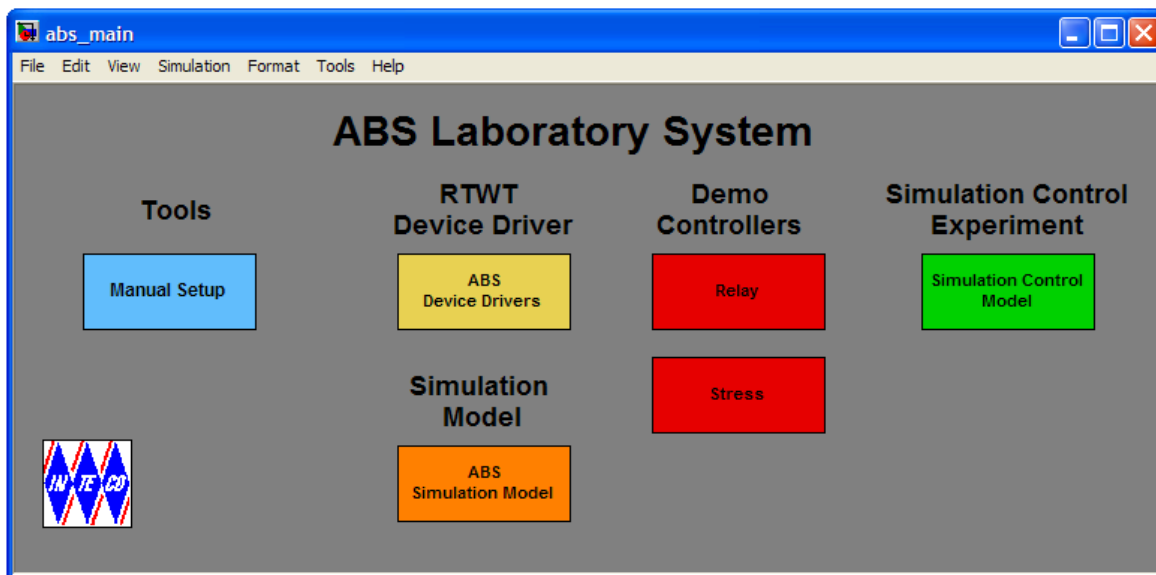 abs_main
File Edit View Simulation Format Tools Help
ABS Laboratory System
Tools
Manual Setup
RTWT
Device Driver
ABS
Device Drivers
Simulation
Model
ABS
Simulation Model
Demo
Controllers
Relay
Stress
Simulation Control
Experiment
Simulation Control
Model
IN TE CO